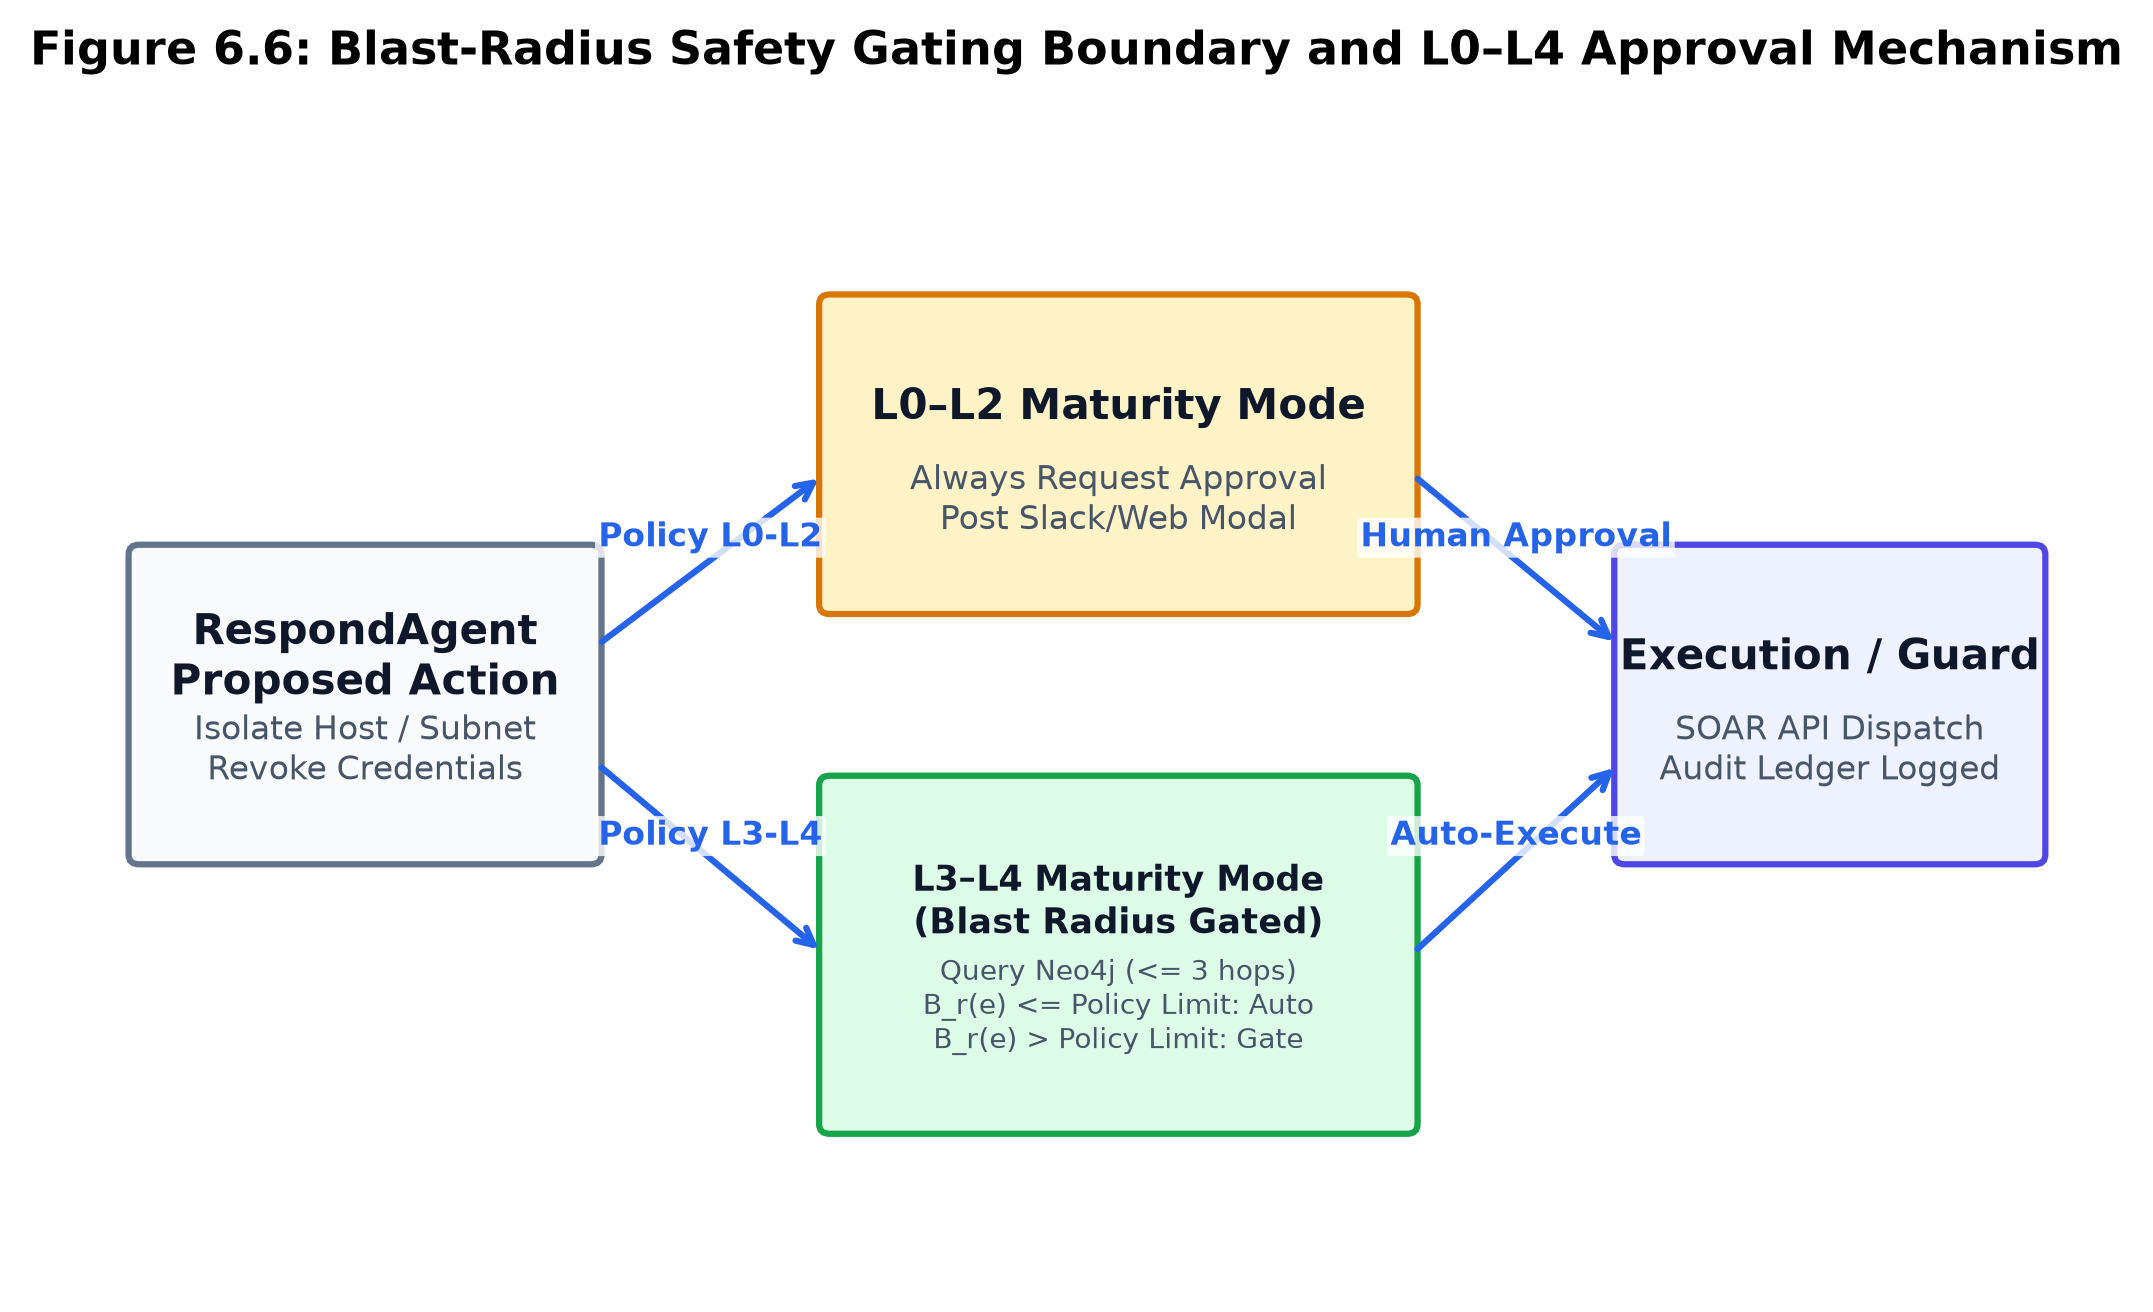 Figure 6.6: Blast-Radius Safety Gating Boundary and L0–L4 Approval Mechanism
RespondAgent
Proposed Action
Isolate Host / Subnet
Revoke Credentials
Policy L0-L2
Policy L3-L4
L0–L2 Maturity Mode
Always Request Approval
Post Slack/Web Modal
L3–L4 Maturity Mode
(Blast Radius Gated)
Query Neo4j (<= 3 hops)
B_r(e) <= Policy Limit: Auto
B_r(e) > Policy Limit: Gate
Human Approval
Auto-Execute
Execution / Guard
SOAR API Dispatch
Audit Ledger Logged